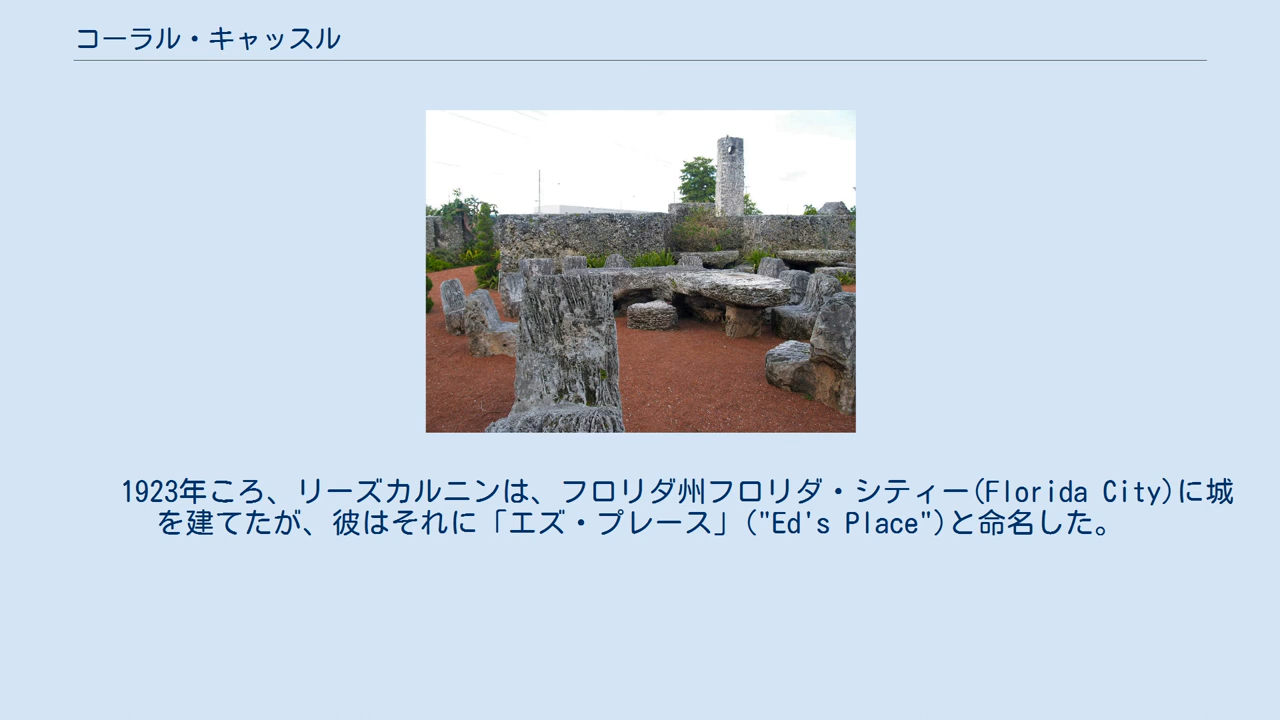 コーラル・キャッスル
1923年ころ、リーズカルニンは、フロリダ州フロリダ・シティー(Florida City)に城
を建てたが、彼はそれに「エズ・プレース」("Ed's Place")と命名した。